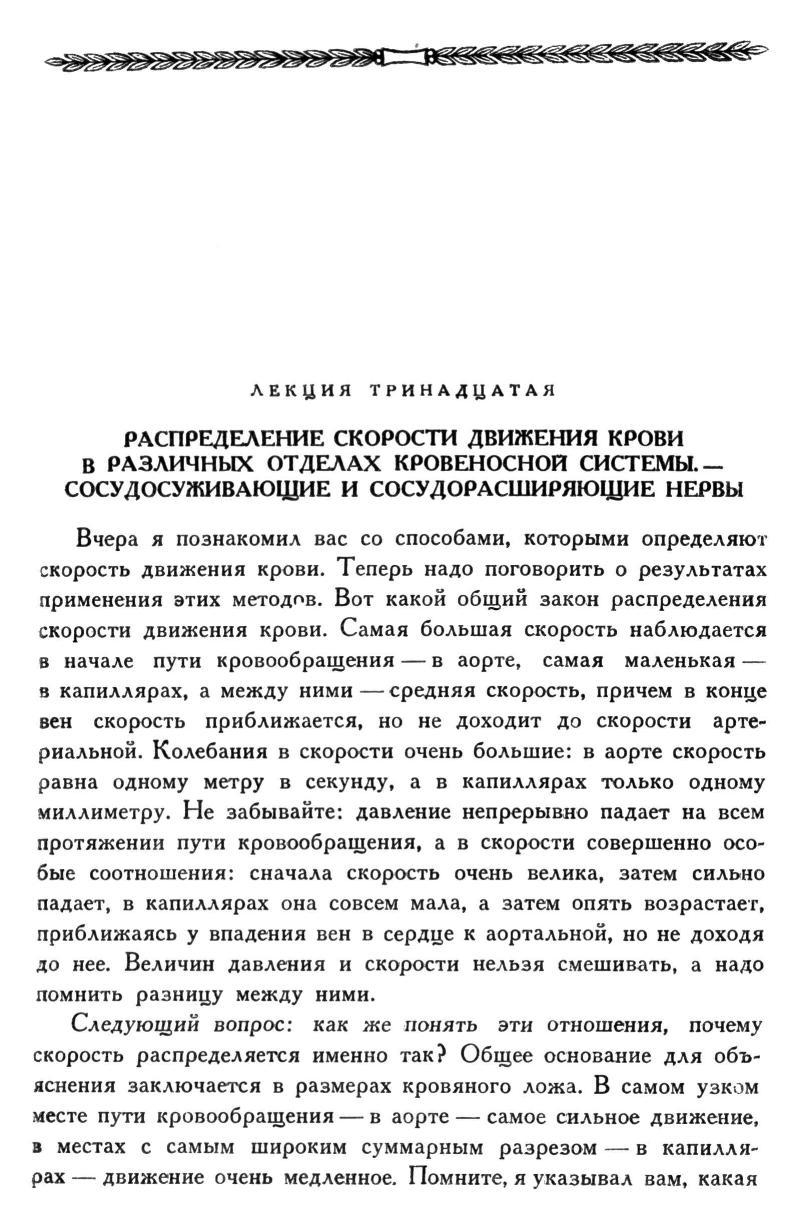 ЛЕКЦИЯ ТРИНАДЦАТАЯ
РАСПРЕДЕЛЕНИЕ СКОРОСТИ ДВИЖЕНИЯ КРОВИ
В РАЗЛИЧНЫХ ОТДЕЛАХ КРОВЕНОСНОЙ СИСТЕМЫ. —
СОСУДОСУЖИВАЮЩИЕ И СОСУДОРАСШИРЯЮЩИЕ НЕРВЫ
Вчера я познакомил вас со способами, которыми определяют
скорость движения крови. Теперь надо поговорить о результатах
применения этих методов. Вот какой общий закон распределения
скорости движения крови. Самая большая скорость наблюдается
в начале пути кровообращения — в аорте, самая маленькая —
в капиллярах, а между ними — средняя скорость, причем в конце
вен скорость приближается, но не доходит до скорости арте-
риальной. Колебания в скорости очень большие: в аорте скорость
равна одному метру в секунду, а в капиллярах только одному
миллиметру. Не забывайте: давление непрерывно падает на всем
протяжении пути кровообращения, а в скорости совершенно осо-
бые соотношения: сначала скорость очень велика, затем сильно
падает, в капиллярах она совсем мала, а затем опять возрастает,
приближаясь у впадения вен в сердце к аортальной, но не доходя
до нее. Величин давления и скорости нельзя смешивать, а надо
помнить разницу между ними.
Следующий вопрос: как же понять эти отношения, почему
скорость распределяется именно так? Общее основание для объ-
яснения заключается в размерах кровяного ложа. В самом узком
месте пути кровообращения — в аорте — самое сильное движение,
в местах с самым широким суммарным разрезом — в капилля-
рах — движение очень медленное. Помните, я указывал вам, какая